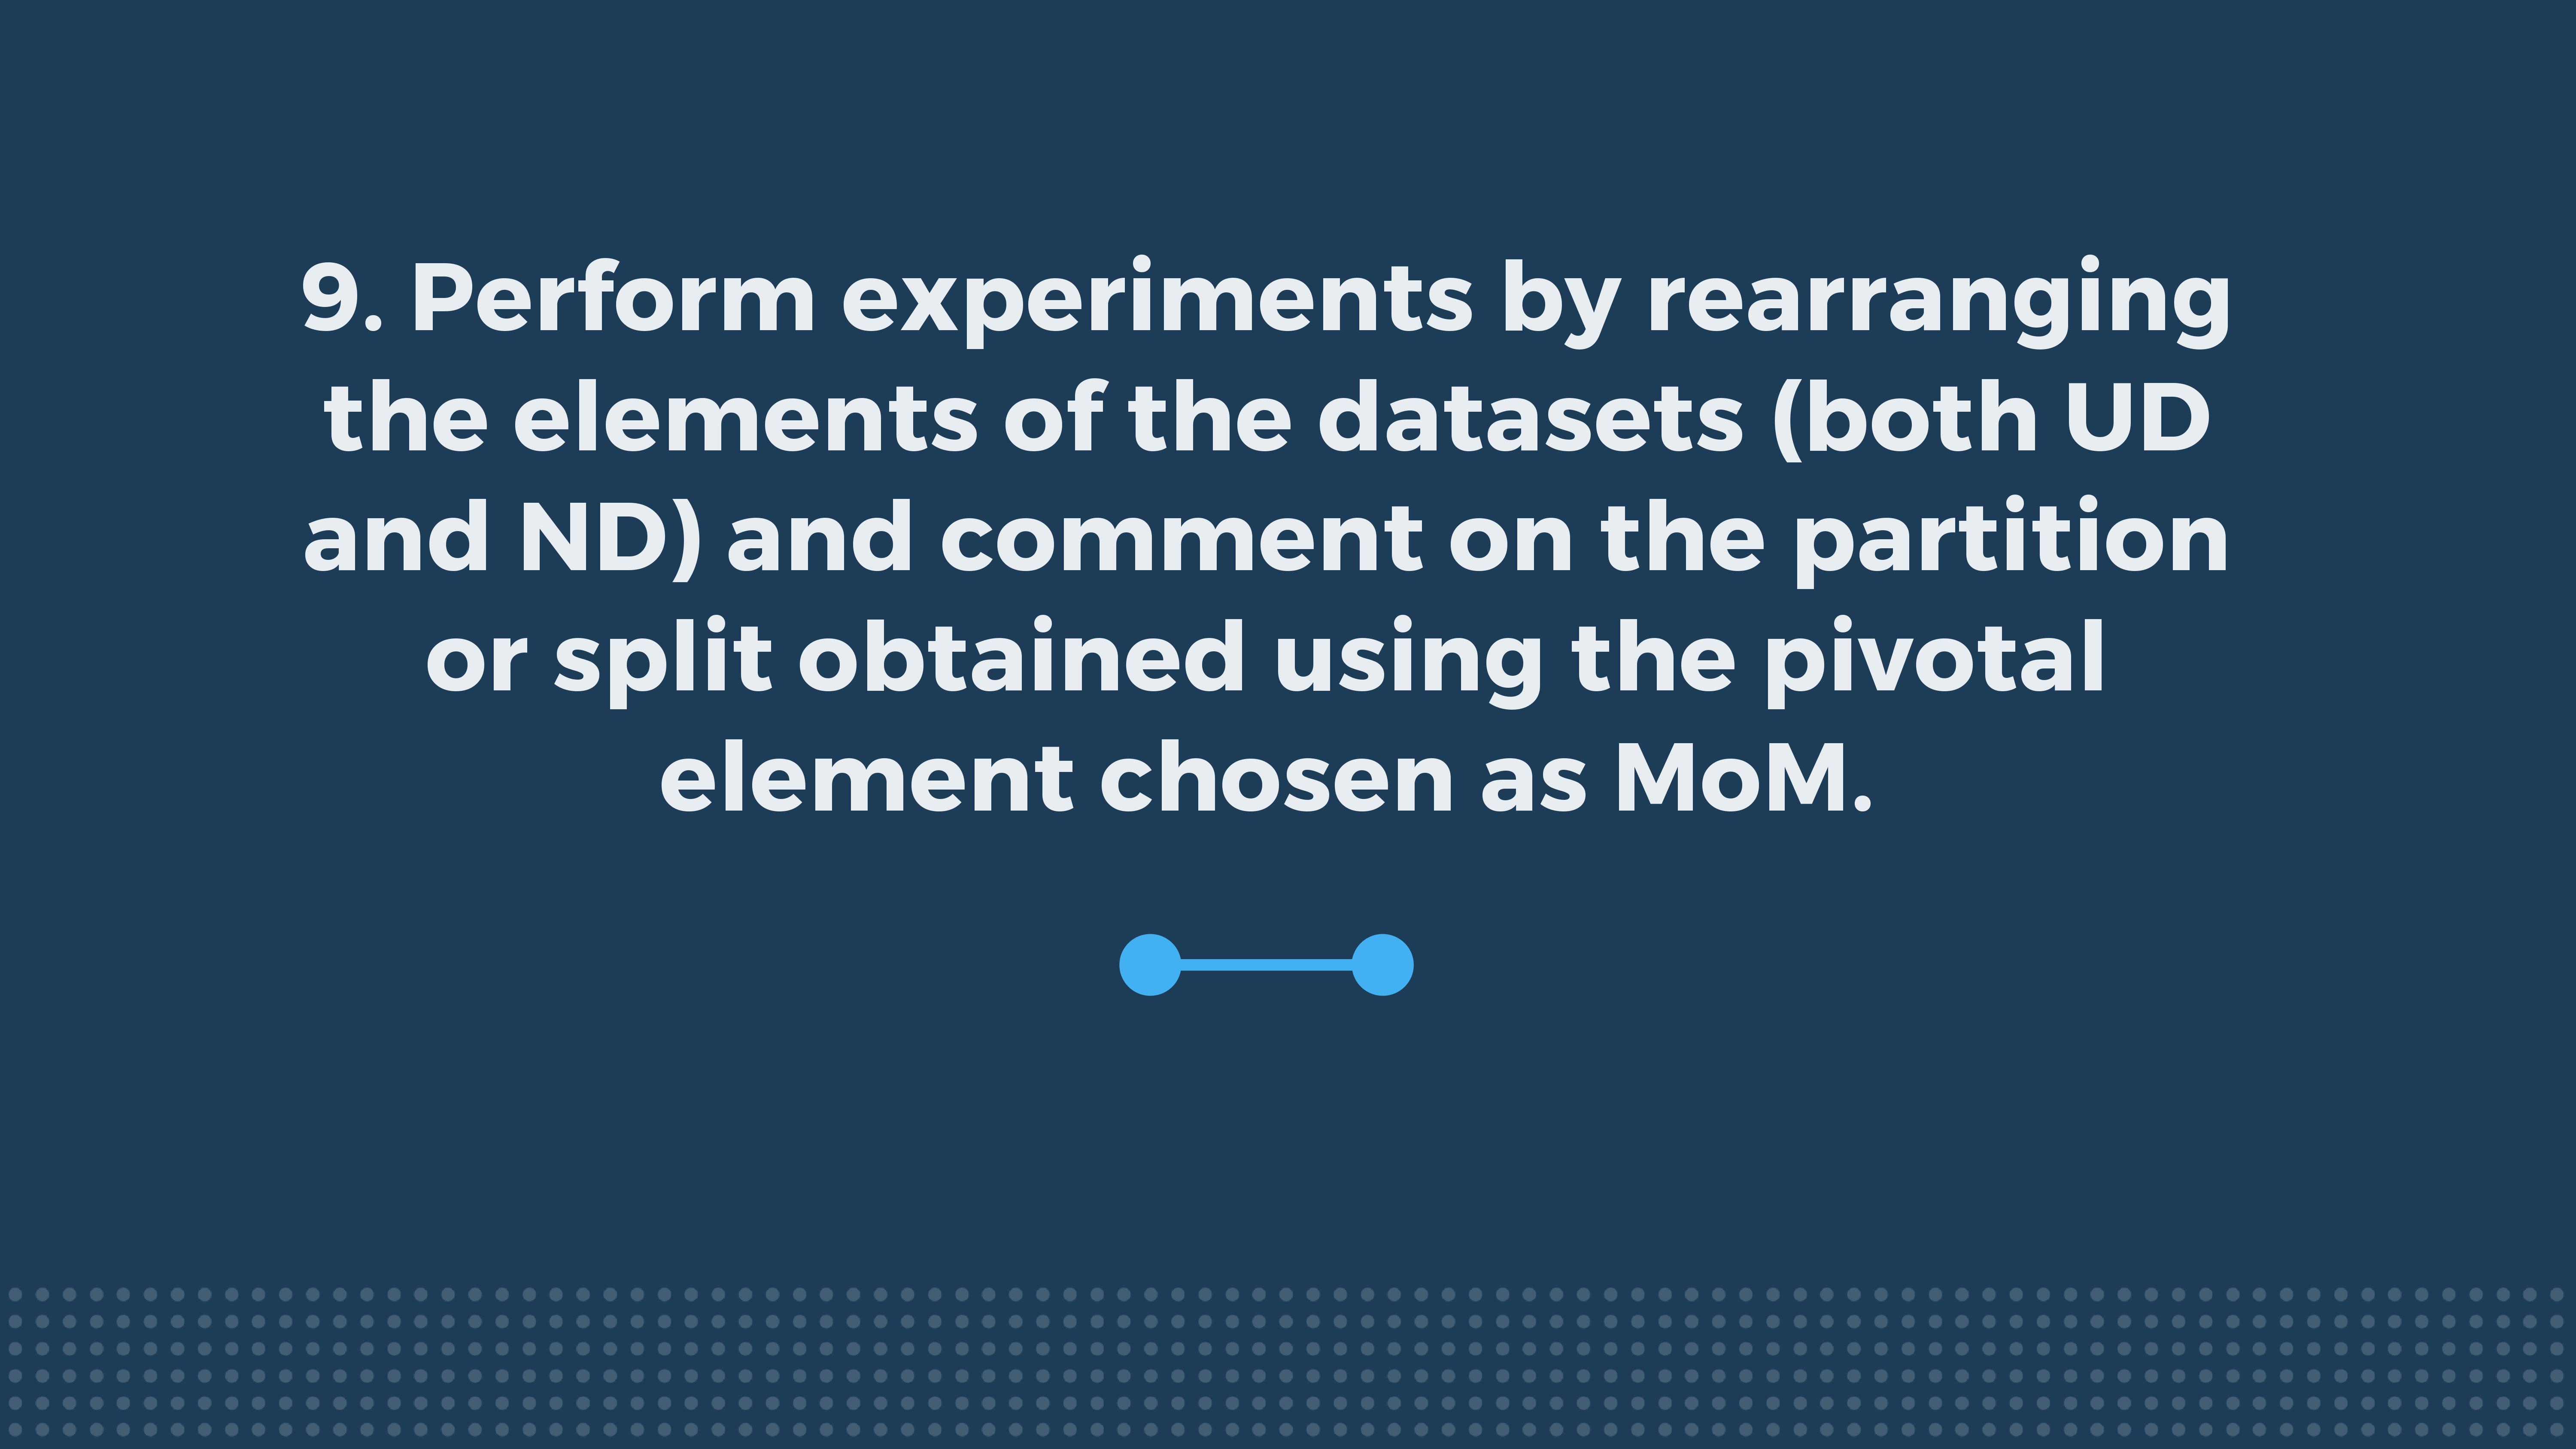 9. Perform experiments by rearranging
the elements of the datasets (both UD
and ND) and comment on the partition
or split obtained using the pivotal
element chosen as MoM.